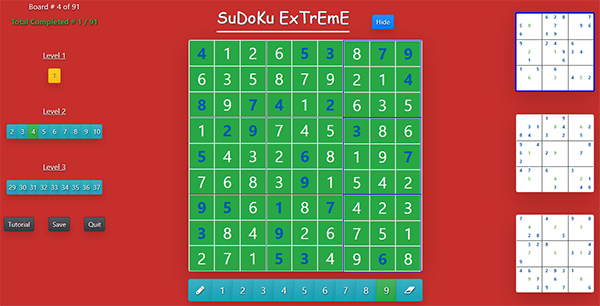 Board # 4 of 91
Total Completed # 1 / 91
SuDoKu ExTrEmE
Hide
Level 1
1
Level 2
2 3 4 5 6 7 8 9 10
Level 3
29 30 31 32 33 34 35 36 37
Tutorial Save Quit
4 1 2 6 5 3 8 7 9
6 3 5 8 7 9 2 1 4
8 9 7 4 1 2 6 3 5
1 2 9 7 4 5 3 8 6
5 4 3 2 6 8 1 9 7
7 6 8 3 9 1 5 4 2
9 5 6 1 8 7 4 2 3
3 8 4 9 2 6 7 5 1
2 7 1 5 3 4 9 6 8
1 2 3 4 5 6 7 8 9